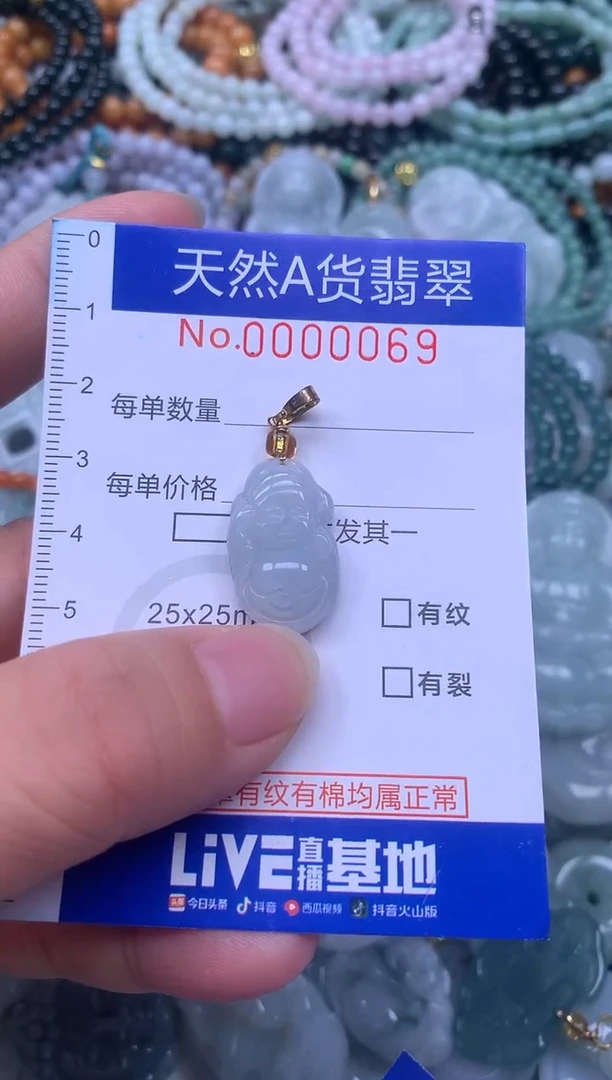 0
天然A货翡翠
No.0000069
1
2
每单数量
3
每单价格
4
发其一
5
25x25m
有纹
有裂
有纹有棉均属正常
LiVE直播基地
今日头条 抖音 西瓜视频 抖音火山版